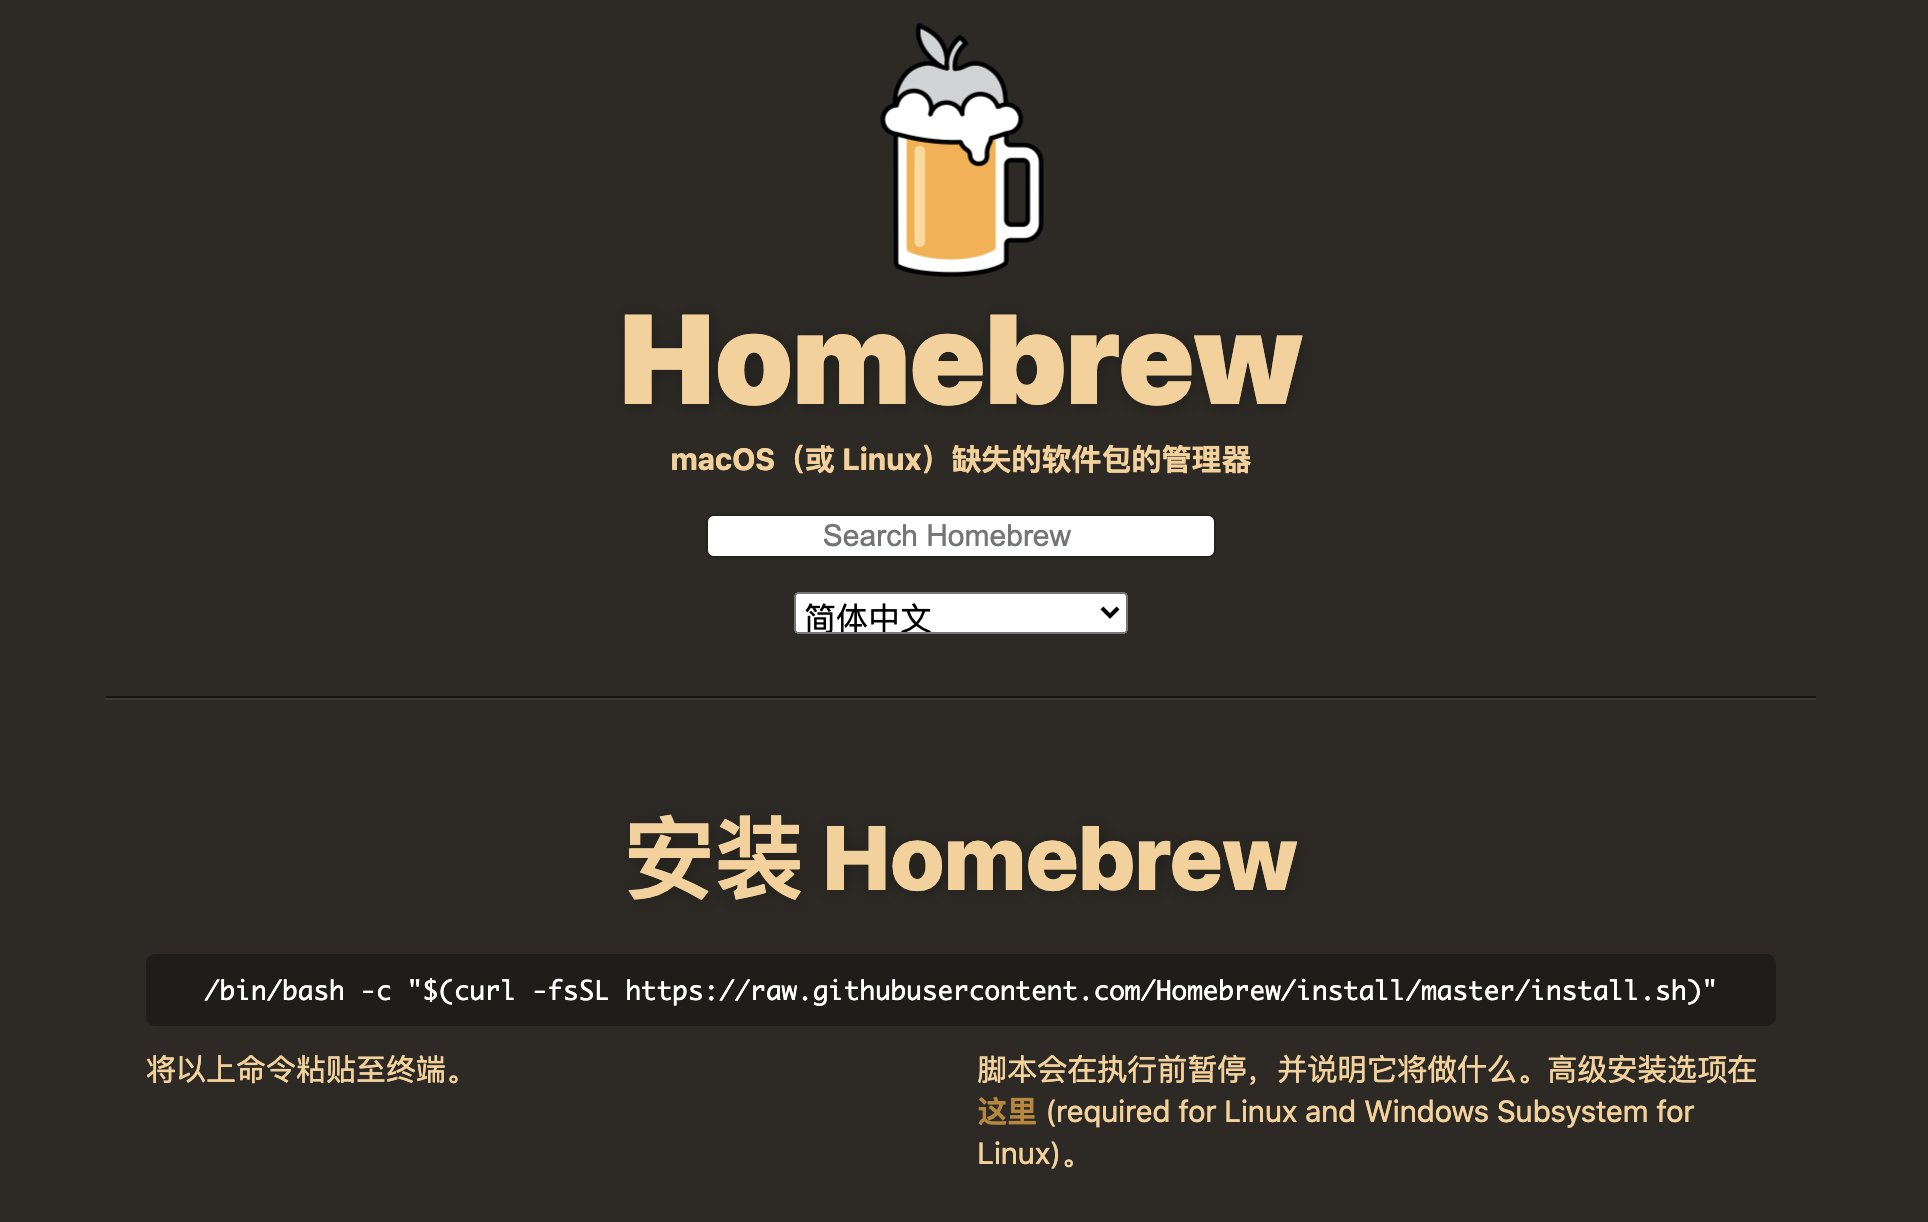 Homebrew
macOS（或 Linux）缺失的软件包的管理器
Search Homebrew
简体中文
安装 Homebrew
/bin/bash -c "$(curl -fsSL https://raw.githubusercontent.com/Homebrew/install/master/install.sh)"
将以上命令粘贴至终端。
脚本会在执行前暂停，并说明它将做什么。高级安装选项在
这里 (required for Linux and Windows Subsystem for
Linux)。